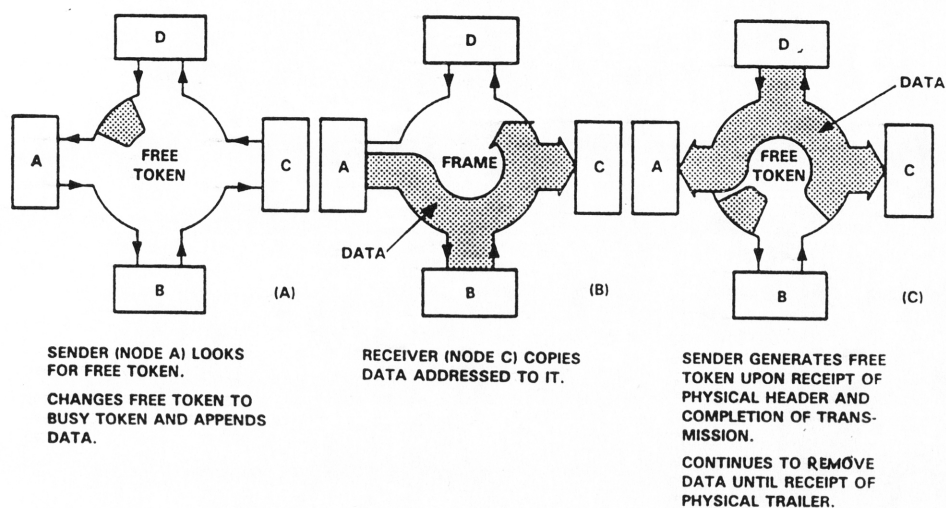 D
A
FREE
TOKEN
C
B
(A)
SENDER (NODE A) LOOKS
FOR FREE TOKEN.
CHANGES FREE TOKEN TO
BUSY TOKEN AND APPENDS
DATA.
D
A
FRAME
C
DATA
B
(B)
RECEIVER (NODE C) COPIES
DATA ADDRESSED TO IT.
D
DATA
A
FREE
TOKEN
C
B
(C)
SENDER GENERATES FREE
TOKEN UPON RECEIPT OF
PHYSICAL HEADER AND
COMPLETION OF TRANS-
MISSION.
CONTINUES TO REMOVE
DATA UNTIL RECEIPT OF
PHYSICAL TRAILER.